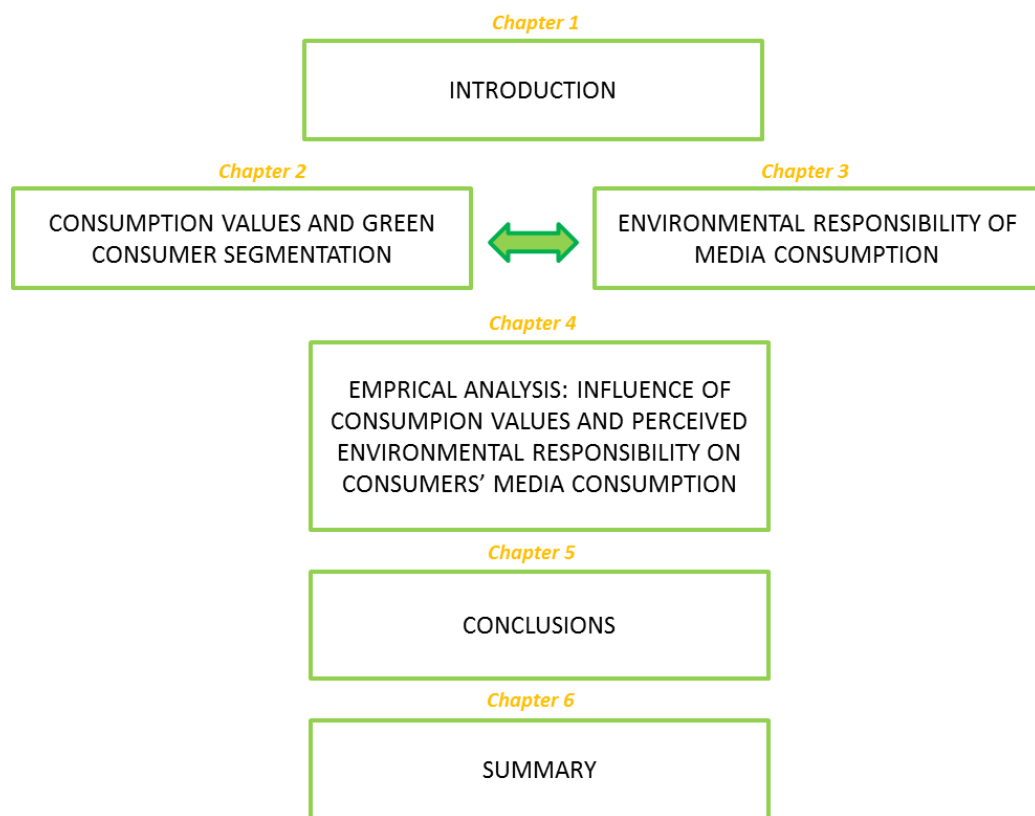 Chapter 1
INTRODUCTION
Chapter 2
CONSUMPTION VALUES AND GREEN
CONSUMER SEGMENTATION
Chapter 3
ENVIRONMENTAL RESPONSIBILITY OF
MEDIA CONSUMPTION
Chapter 4
EMPRICAL ANALYSIS: INFLUENCE OF
CONSUMPION VALUES AND PERCEIVED
ENVIRONMENTAL RESPONSIBILITY ON
CONSUMERS’ MEDIA CONSUMPTION
Chapter 5
CONCLUSIONS
Chapter 6
SUMMARY